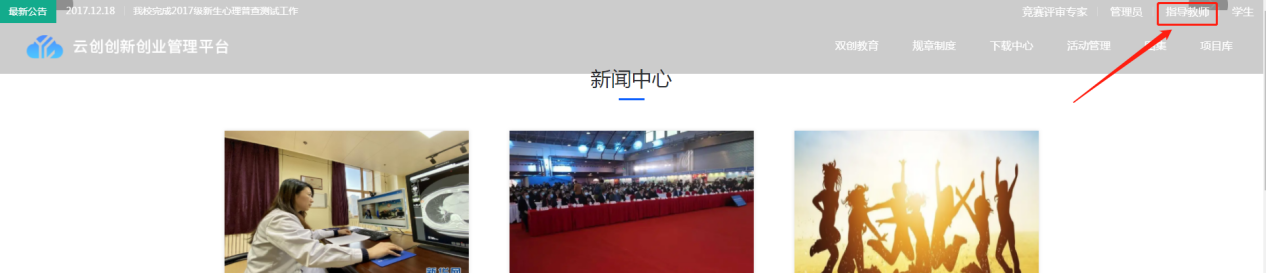 最新公告 2017.12.18 我校完成2017级新生心理普查测试工作 竞赛评审专家 管理员 指导教师 学生
云创创新创业管理平台 双创教育 规章制度 下载中心 活动管理 项目库
新闻中心